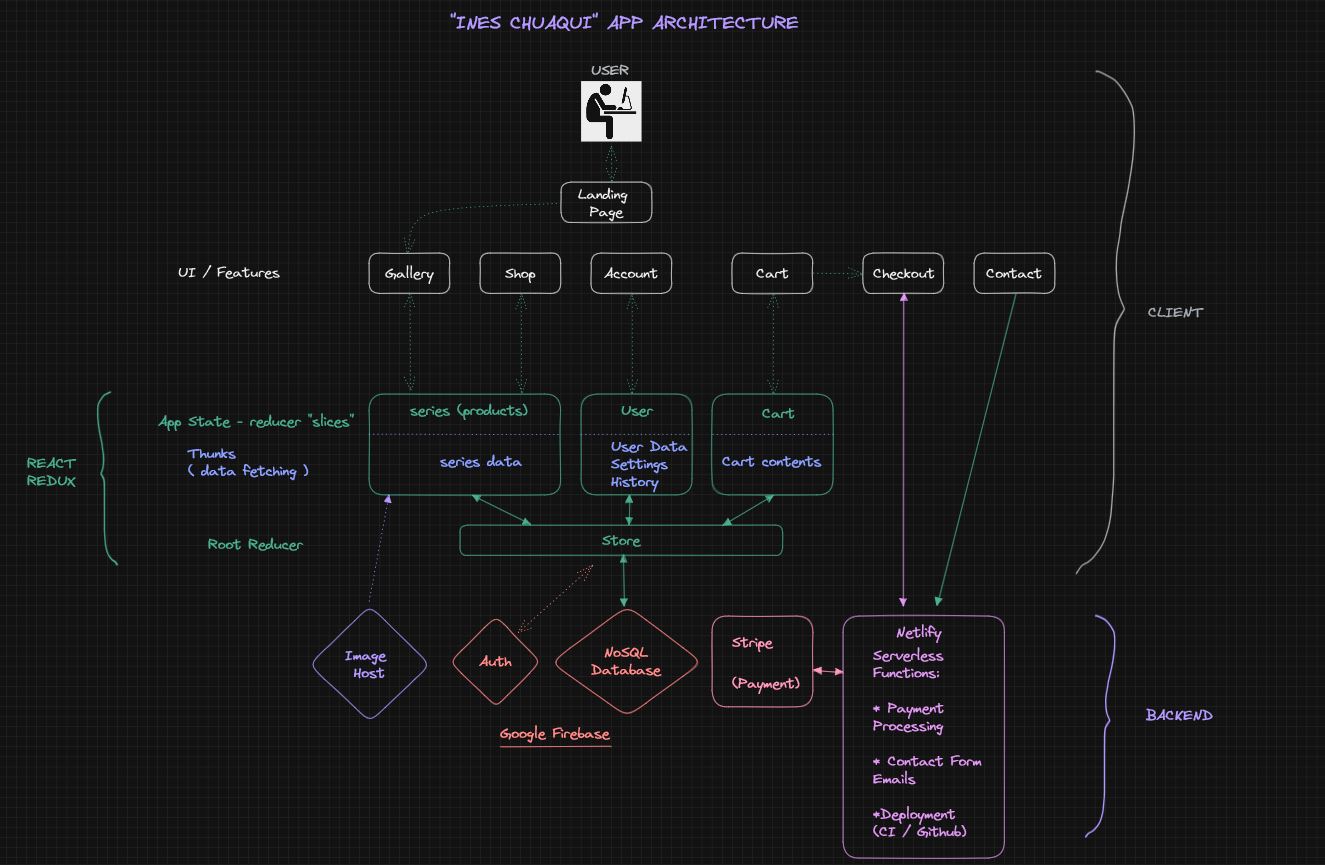 "INES CHUAQUI" APP ARCHITECTURE
USER
Landing
Page
UI / Features
Gallery
Shop
Account
Cart
Checkout
Contact
CLIENT
REACT
REDUX
App State - reducer "slices"
Thunks
( data fetching )
series (products)
series data
User
User Data
Settings
History
Cart
Cart contents
Root Reducer
Store
Image
Host
Auth
NoSQL
Database
Google Firebase
Stripe
(Payment)
Netlify
Serverless
Functions:
* Payment
Processing
* Contact Form
Emails
*Deployment
(CI / Github)
BACKEND